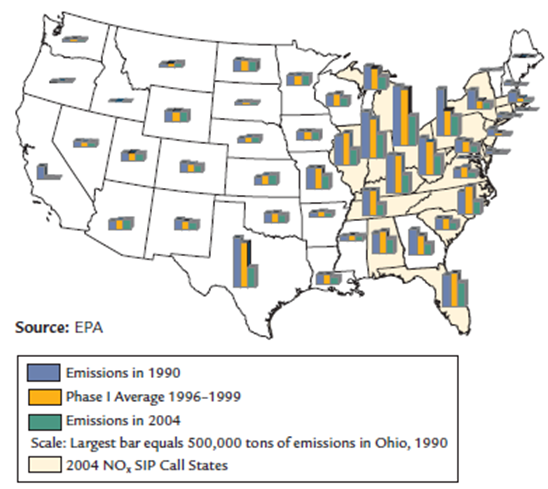 Source: EPA
Emissions in 1990
Phase I Average 1996–1999
Emissions in 2004
Scale: Largest bar equals 500,000 tons of emissions in Ohio, 1990
2004 NOx SIP Call States